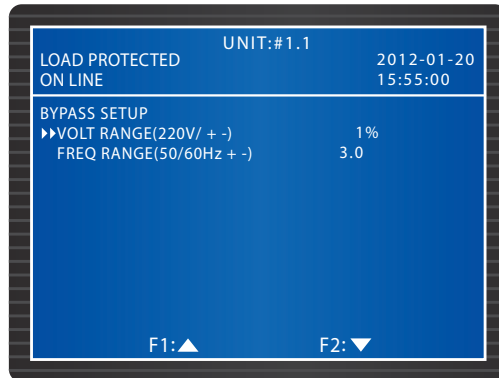 UNIT:#1.1
LOAD PROTECTED 2012-01-20
ON LINE 15:55:00
BYPASS SETUP
VOLT RANGE(220V/ + -) 1%
FREQ RANGE(50/60Hz + -) 3.0
F1: F2: